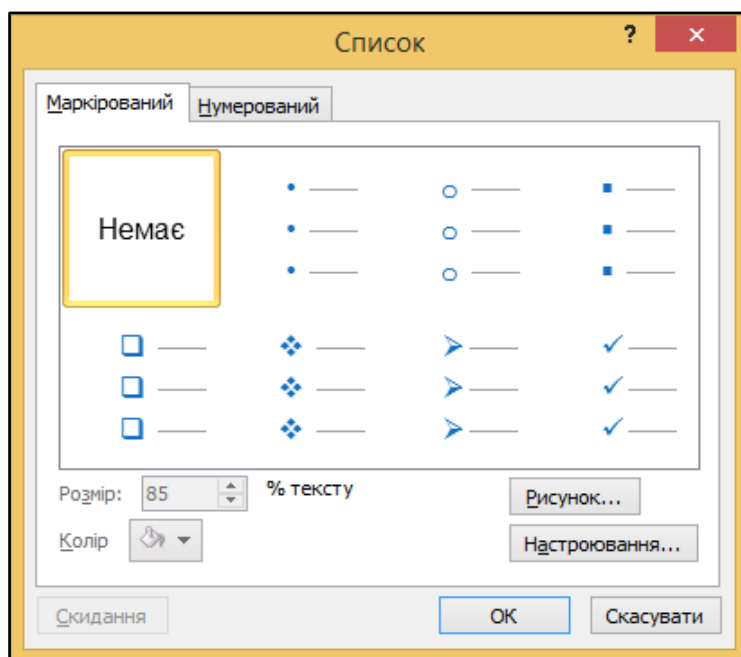 Список
?
Маркірований Нумерований
Немає
Розмір: 85 % тексту
Рисунок...
Колір
Настроювання...
Скидання ОК Скасувати